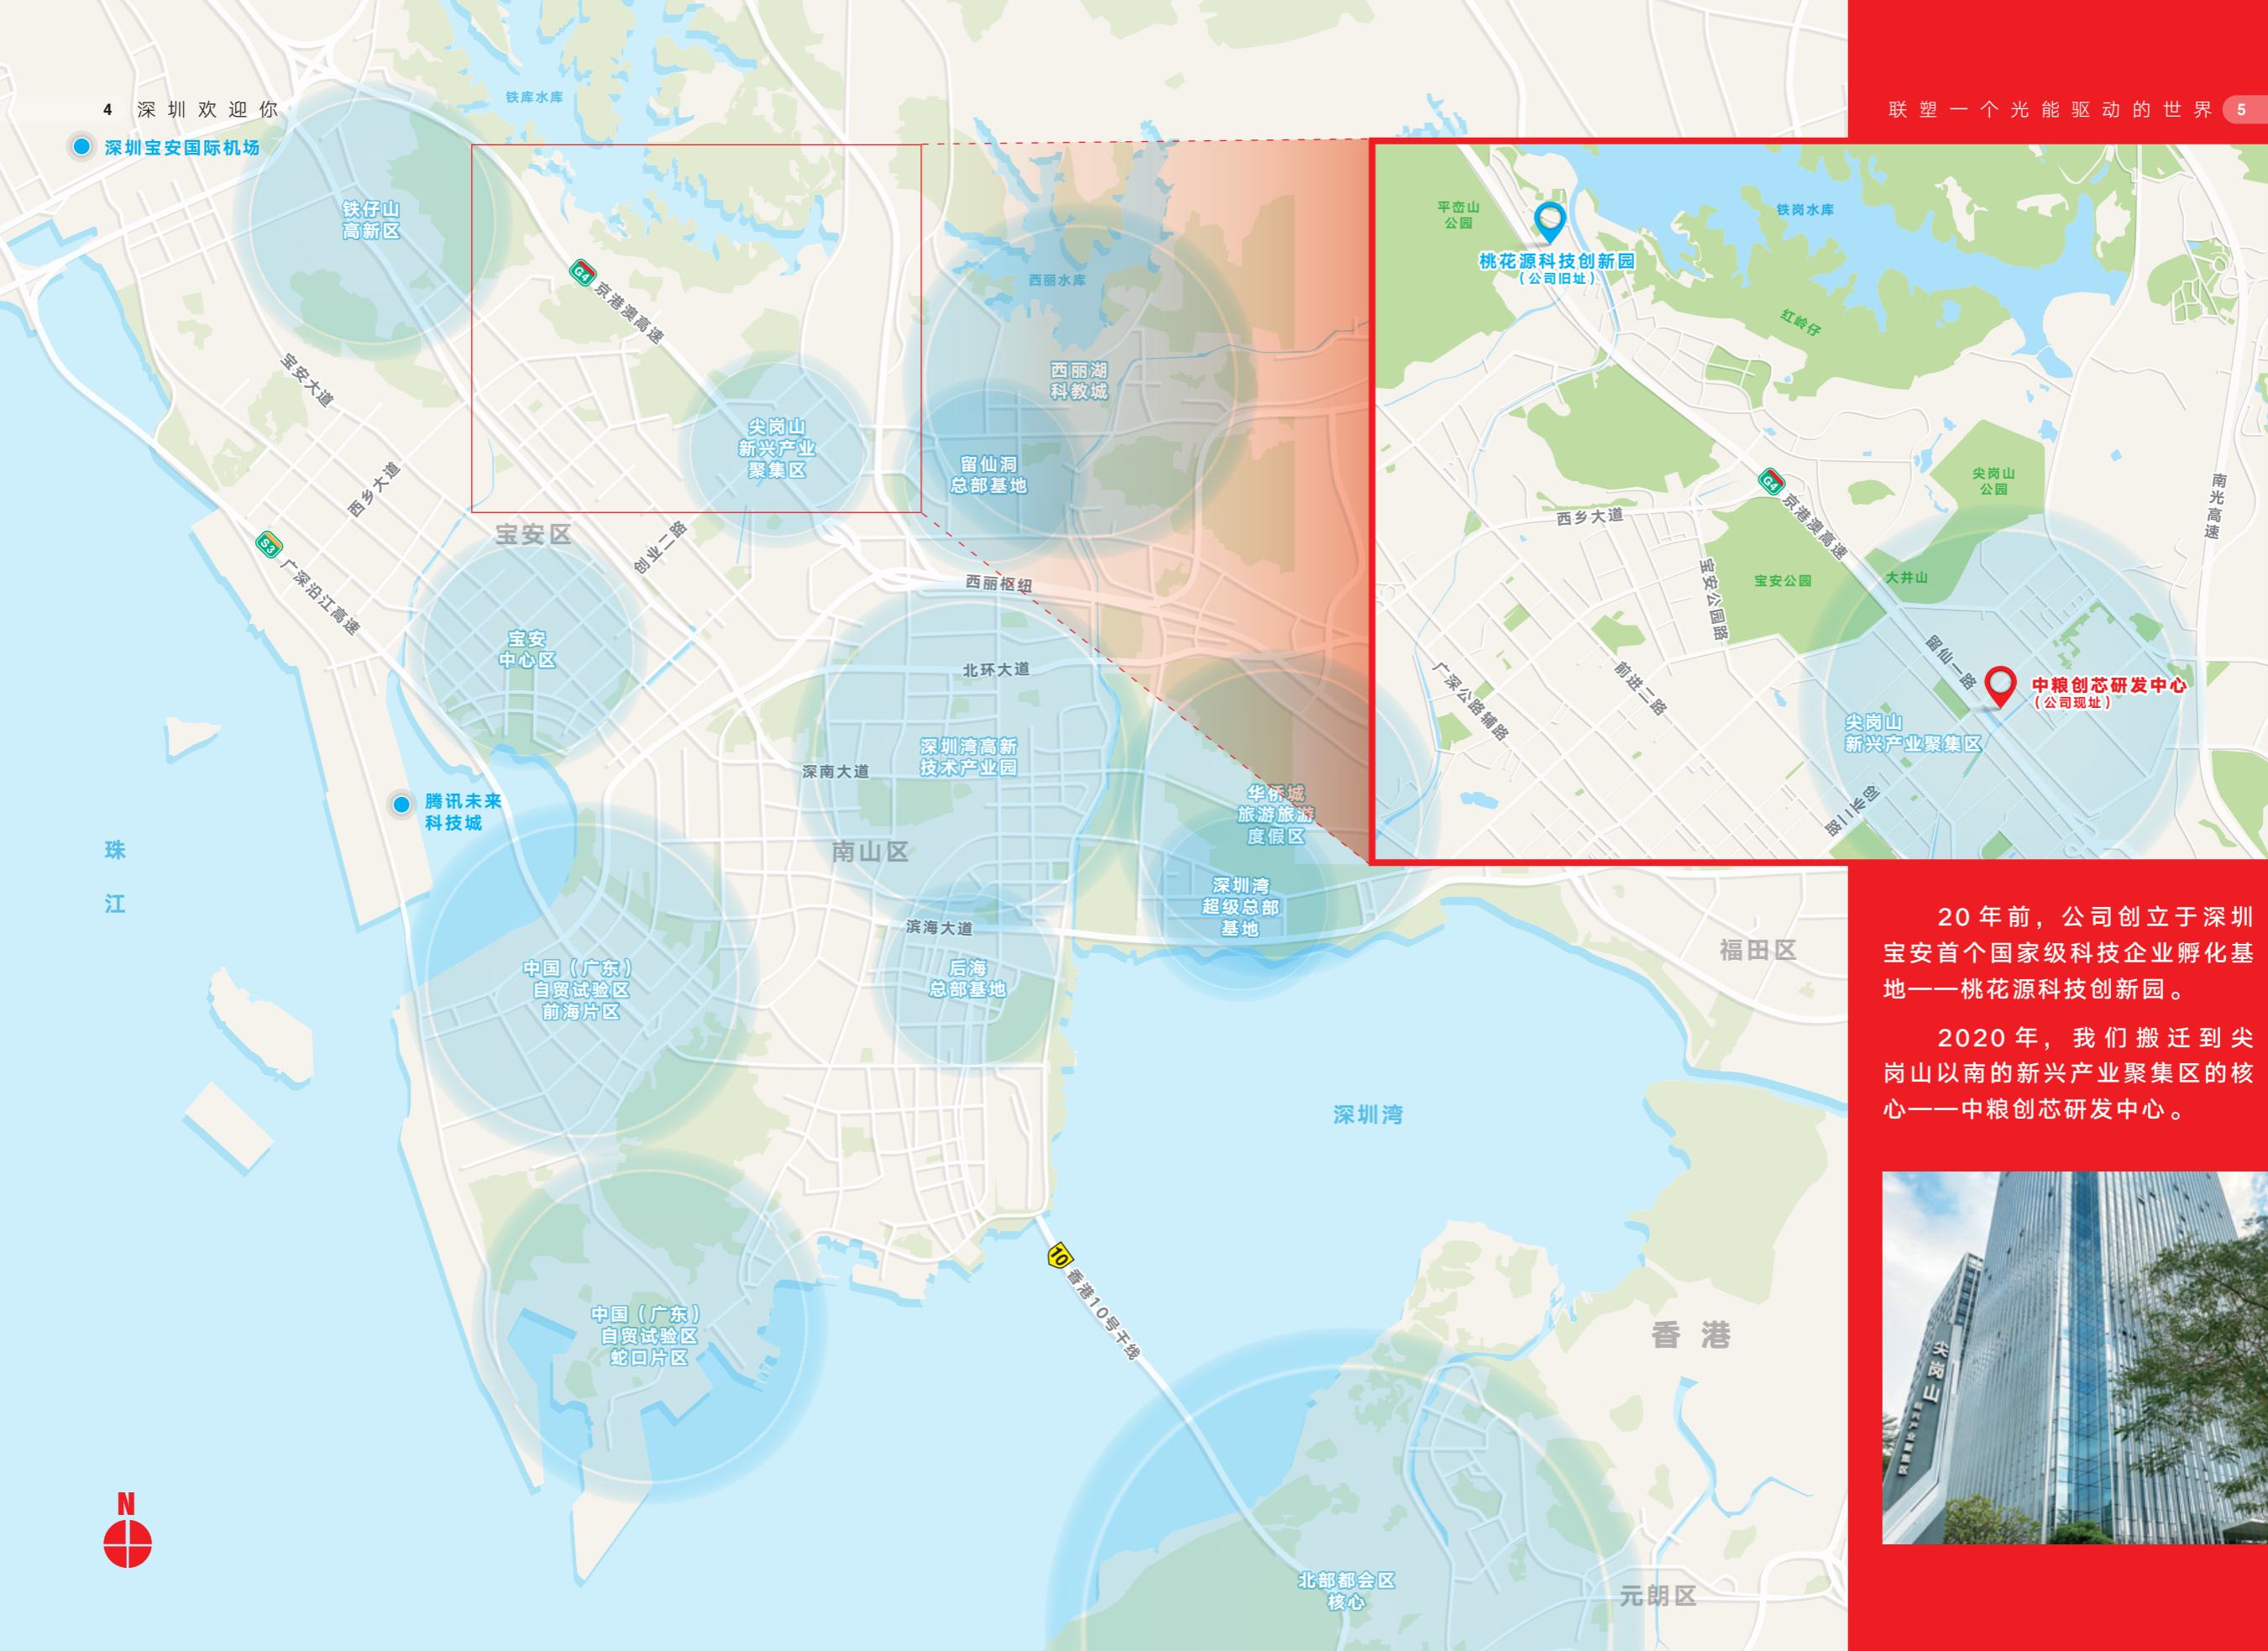 4 深圳欢迎你
深圳宝安国际机场
铁库水库
铁仔山
高新区
G4 京港澳高速
西丽水库
西丽湖
科教城
宝安大道
尖岗山
新兴产业
聚集区
留仙洞
总部基地
西乡大道
宝安区
创业二路
S3 广深沿江高速
西丽枢纽
宝安
中心区
北环大道
深圳湾高新
技术产业园
深南大道
华侨城
旅游旅游
度假区
腾讯未来
科技城
珠江
南山区
深圳湾
超级总部
基地
滨海大道
后海
总部基地
中国（广东）
自贸试验区
前海片区
福田区
深圳湾
10 香港10号干线
中国（广东）
自贸试验区
蛇口片区
香港
北部都会区
核心
元朗区
N
联塑一个光能驱动的世界 5
平峦山
公园
桃花源科技创新园
（公司旧址）
铁岗水库
红岭仔
尖岗山
公园
南光高速
G4 京港澳高速
西乡大道
宝安公园
大井山
宝安公园路
留仙一路
前进二路
广深公路辅路
中粮创芯研发中心
（公司现址）
尖岗山
新兴产业聚集区
创业二路
20 年前，公司创立于深圳
宝安首个国家级科技企业孵化基
地——桃花源科技创新园。
2020 年，我们搬迁到尖
岗山以南的新兴产业聚集区的核
心——中粮创芯研发中心。
尖岗山
新兴产业聚集区